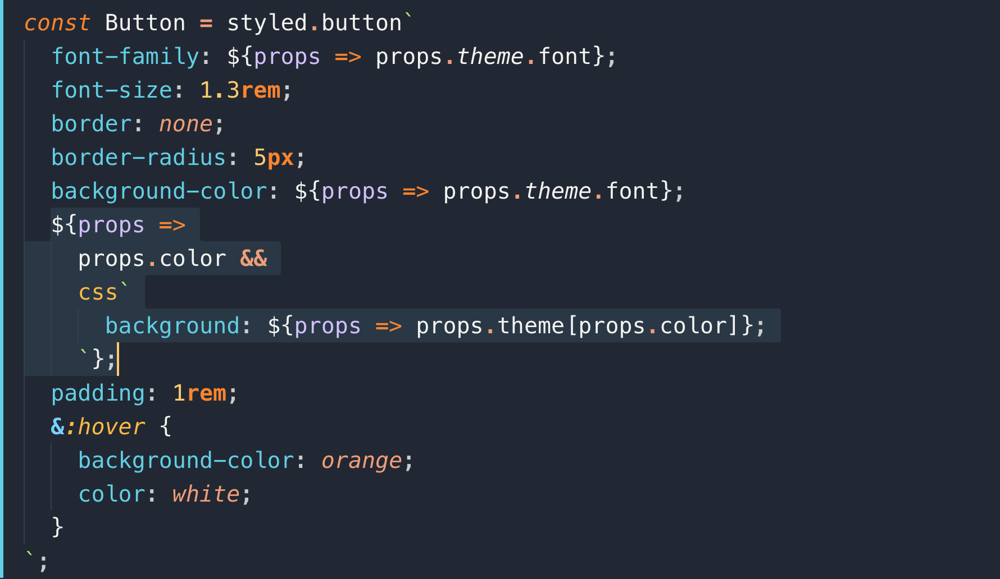 const Button = styled.button`
  font-family: ${props => props.theme.font};
  font-size: 1.3rem;
  border: none;
  border-radius: 5px;
  background-color: ${props => props.theme.font};
  ${props =>
    props.color &&
    css`
      background: ${props => props.theme[props.color]};
    `};
  padding: 1rem;
  &:hover {
    background-color: orange;
    color: white;
  }
`;